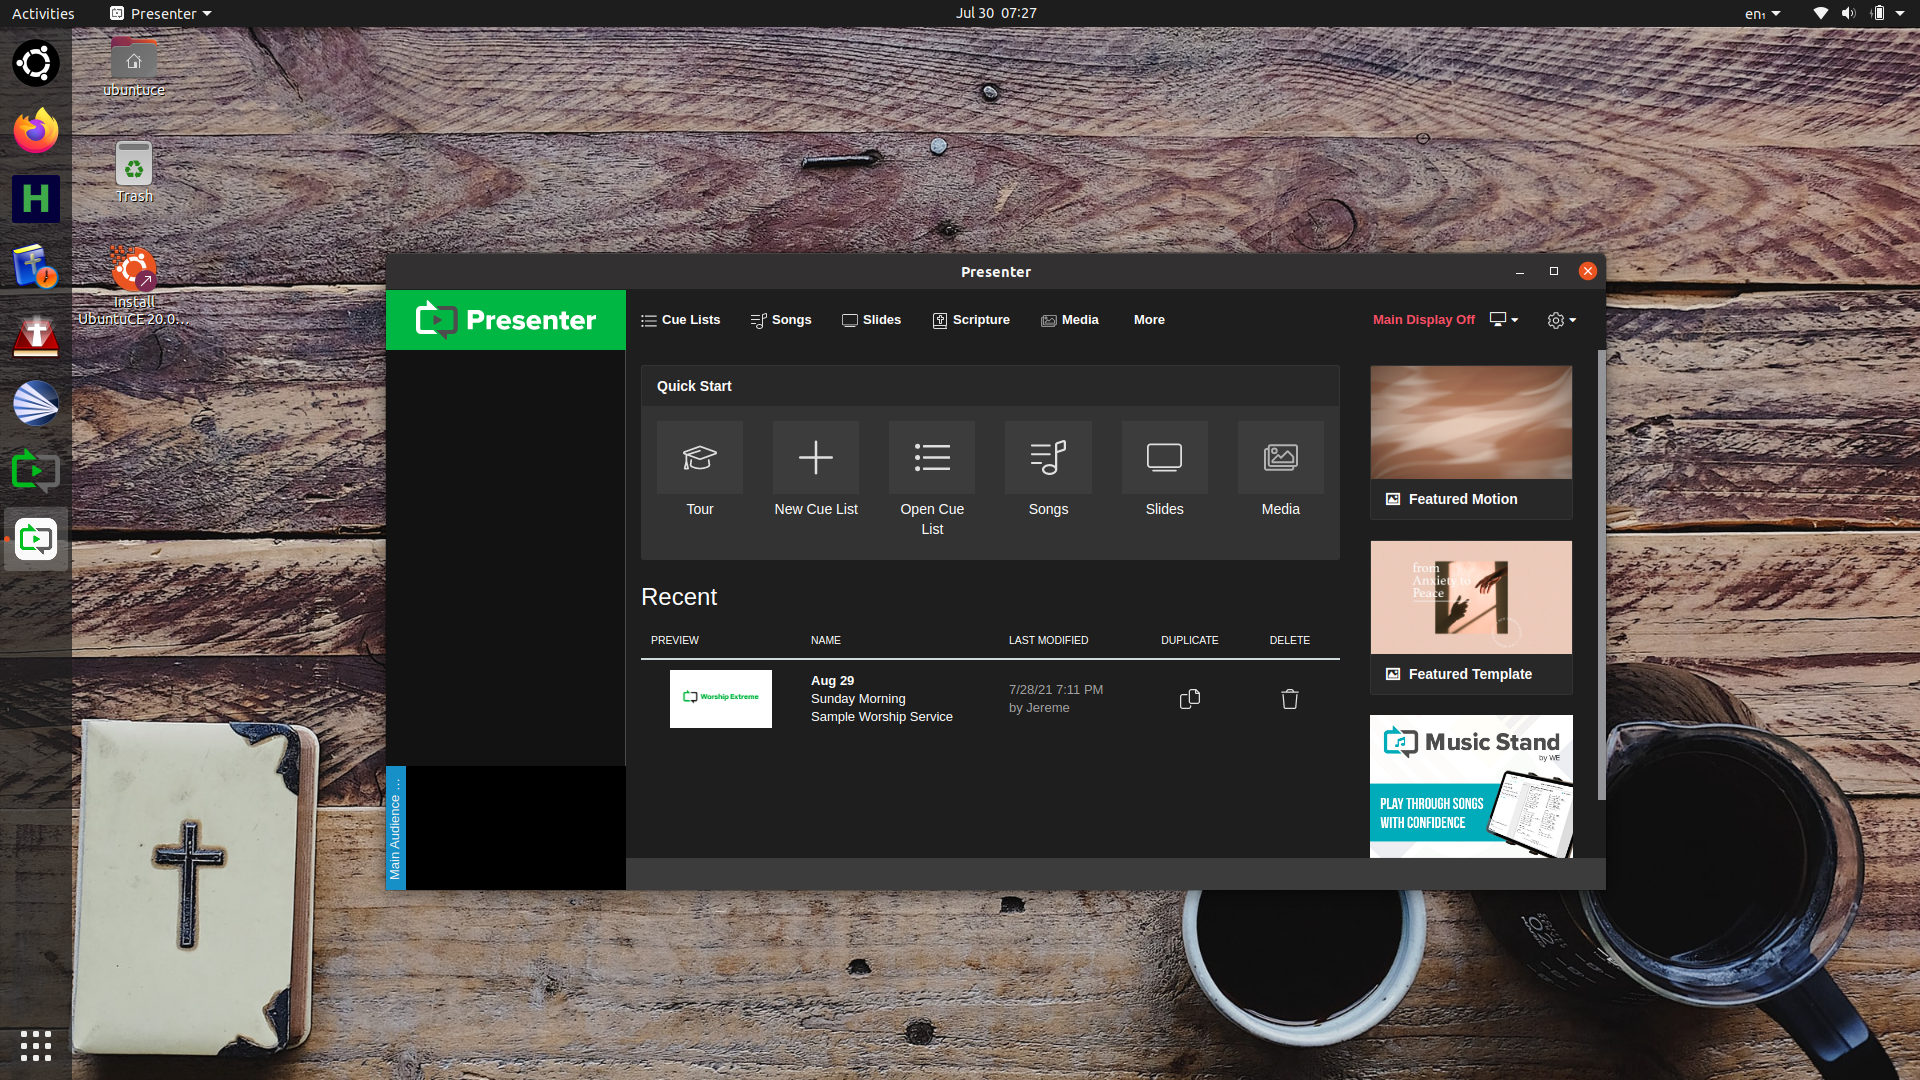 Activities
Presenter
Jul 30 07:27
en₁
ubuntuce
Trash
Install
UbuntuCE 20.0…
Presenter
Presenter
Cue Lists
Songs
Slides
Scripture
Media
More
Main Display Off
Quick Start
Tour
New Cue List
Open Cue
List
Songs
Slides
Media
Recent
PREVIEW
NAME
LAST MODIFIED
DUPLICATE
DELETE
Worship Extreme
Aug 29
Sunday Morning
Sample Worship Service
7/28/21 7:11 PM
by Jereme
Featured Motion
from
Anxiety to
Peace
Featured Template
Music Stand
by WE
PLAY THROUGH SONGS
WITH CONFIDENCE
Main Audience …
H